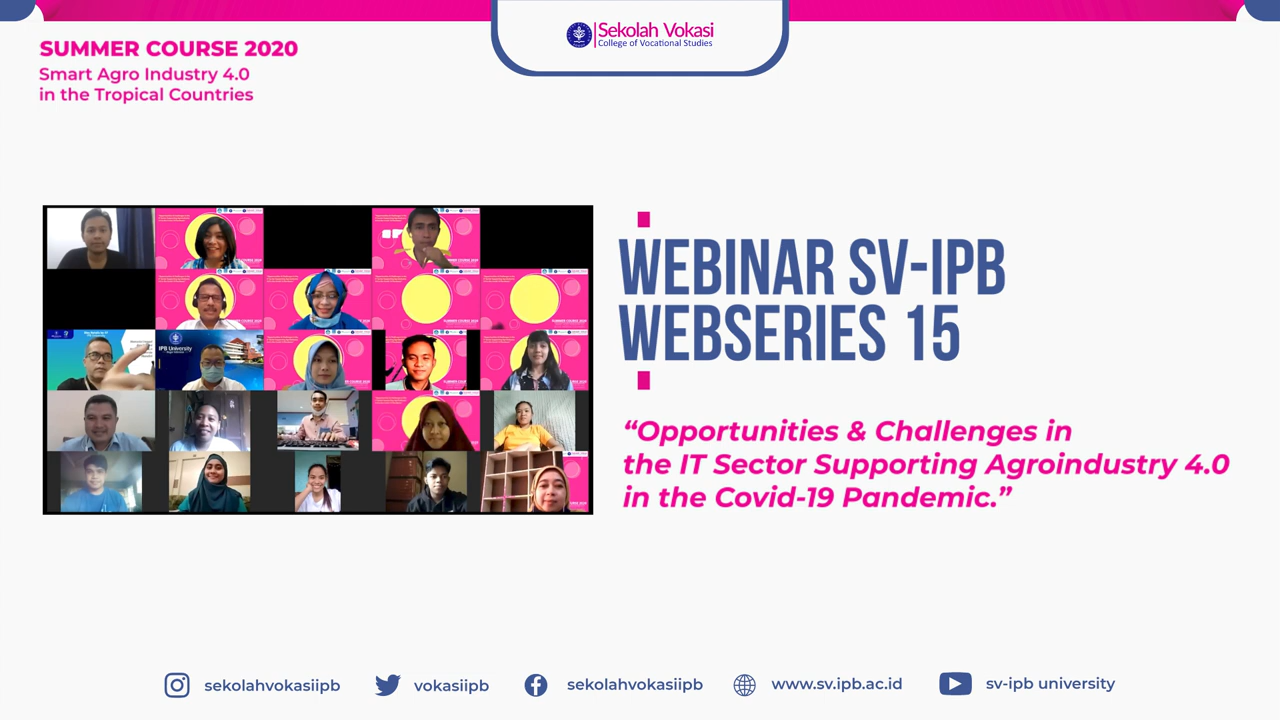 Sekolah Vokasi
College of Vocational Studies
SUMMER COURSE 2020
Smart Agro Industry 4.0
in the Tropical Countries
IPB University
WEBINAR SV-IPB
WEBSERIES 15
“Opportunities & Challenges in
the IT Sector Supporting Agroindustry 4.0
in the Covid-19 Pandemic.”
sekolahvokasiipb
vokasiipb
sekolahvokasiipb
www.sv.ipb.ac.id
sv-ipb university